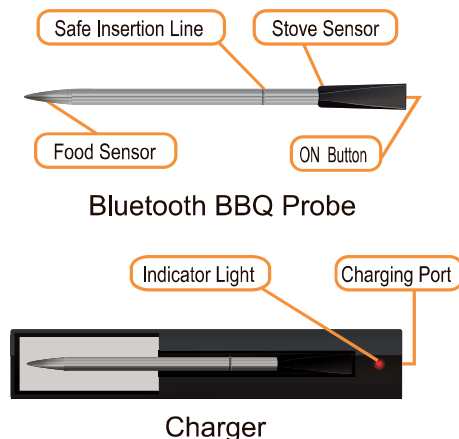 Safe Insertion Line
Stove Sensor
Food Sensor
ON Button
Bluetooth BBQ Probe
Indicator Light
Charging Port
Charger